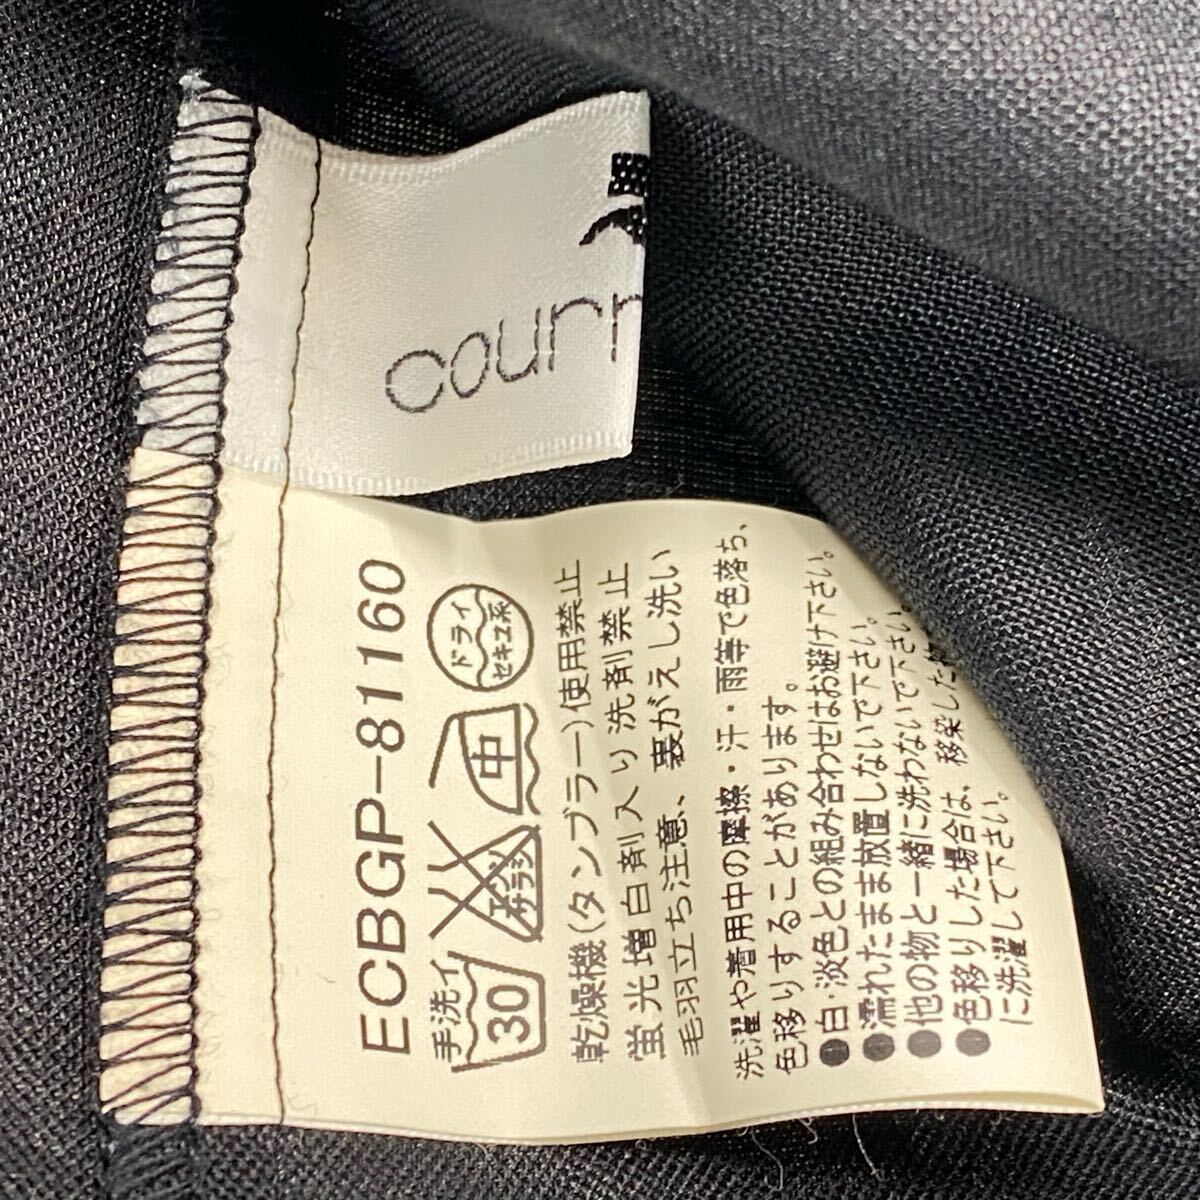 courr
ECBGP-81160
手洗イ
30
エンソ
サラシ
中
ドライ
セキユ系
乾燥機(タンブラー)使用禁止
蛍光増白剤入り洗剤禁止
毛羽立ち注意、裏がえし洗い
洗濯や着用中の摩擦・汗・雨等で色落ち、
色移りすることがあります。
●白・淡色との組み合わせはお避け下さい。
●濡れたまま放置しないで下さい。
●他の物と一緒に洗わないで下さい。
●色移りした場合は、移染した
に洗濯して下さい。